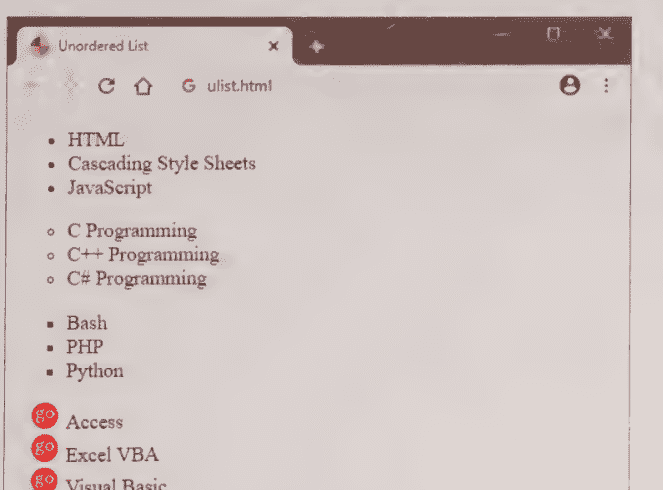 Unordered List
ulist.html
HTML
Cascading Style Sheets
JavaScript
C Programming
C++ Programming
C# Programming
Bash
PHP
Python
go Access
go Excel VBA
go Visual Basic